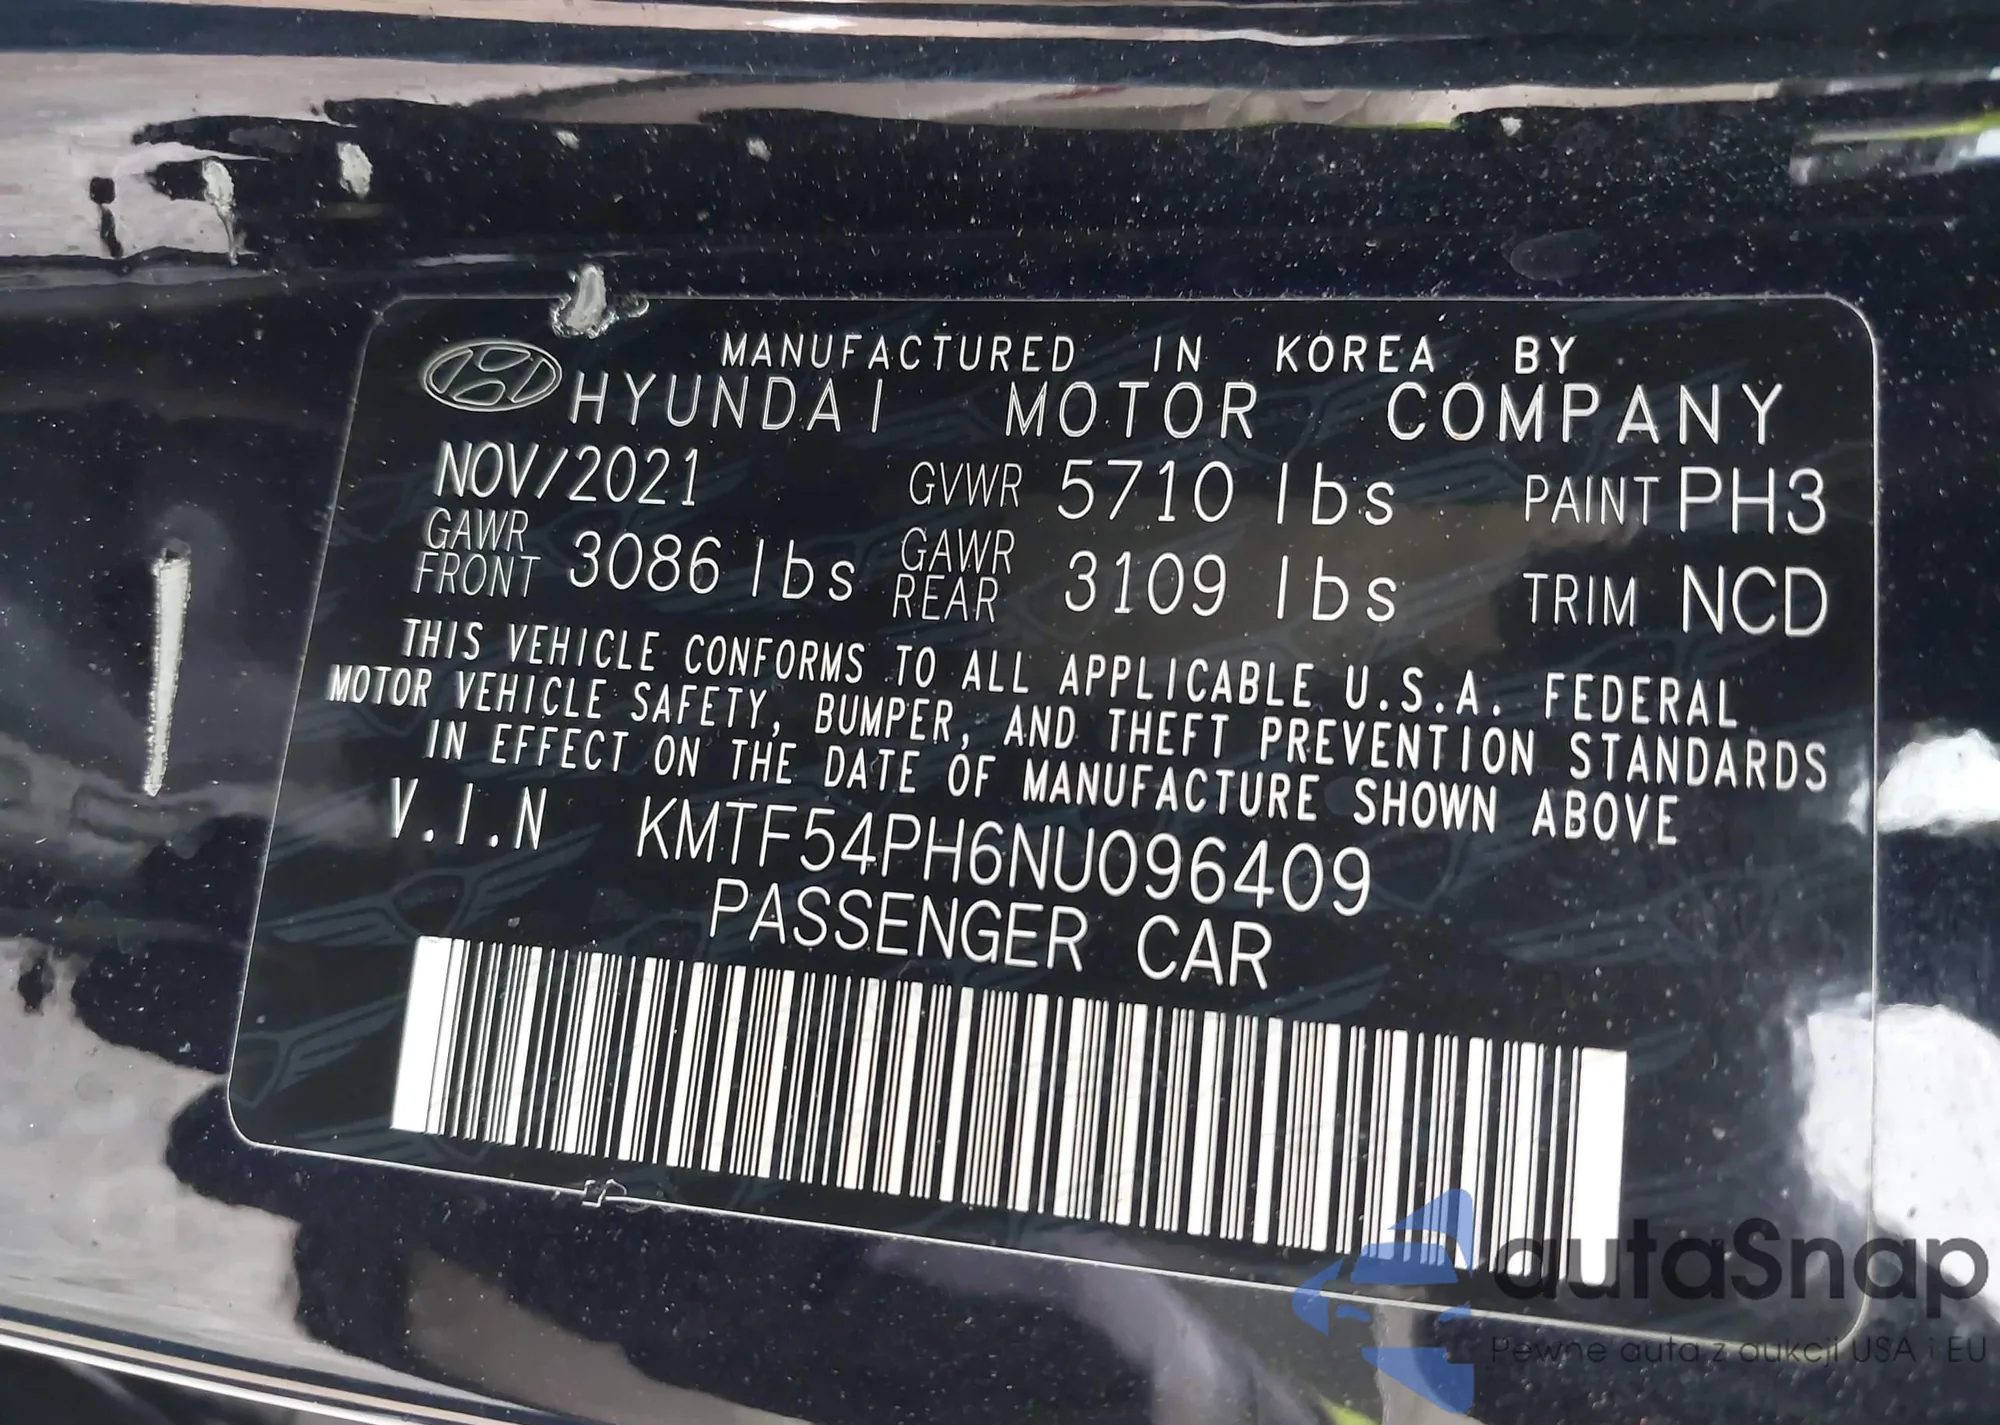 MANUFACTURED IN KOREA BY
HYUNDAI MOTOR COMPANY
NOV/2021 GVWR 5710 lbs PAINT PH3
GAWR FRONT 3086 lbs GAWR REAR 3109 lbs TRIM NCD
THIS VEHICLE CONFORMS TO ALL APPLICABLE U.S.A. FEDERAL
MOTOR VEHICLE SAFETY, BUMPER, AND THEFT PREVENTION STANDARDS
IN EFFECT ON THE DATE OF MANUFACTURE SHOWN ABOVE
V.I.N KMTF54PH6NU096409
PASSENGER CAR
autaSnap
Pewne auta z aukcji USA i EU